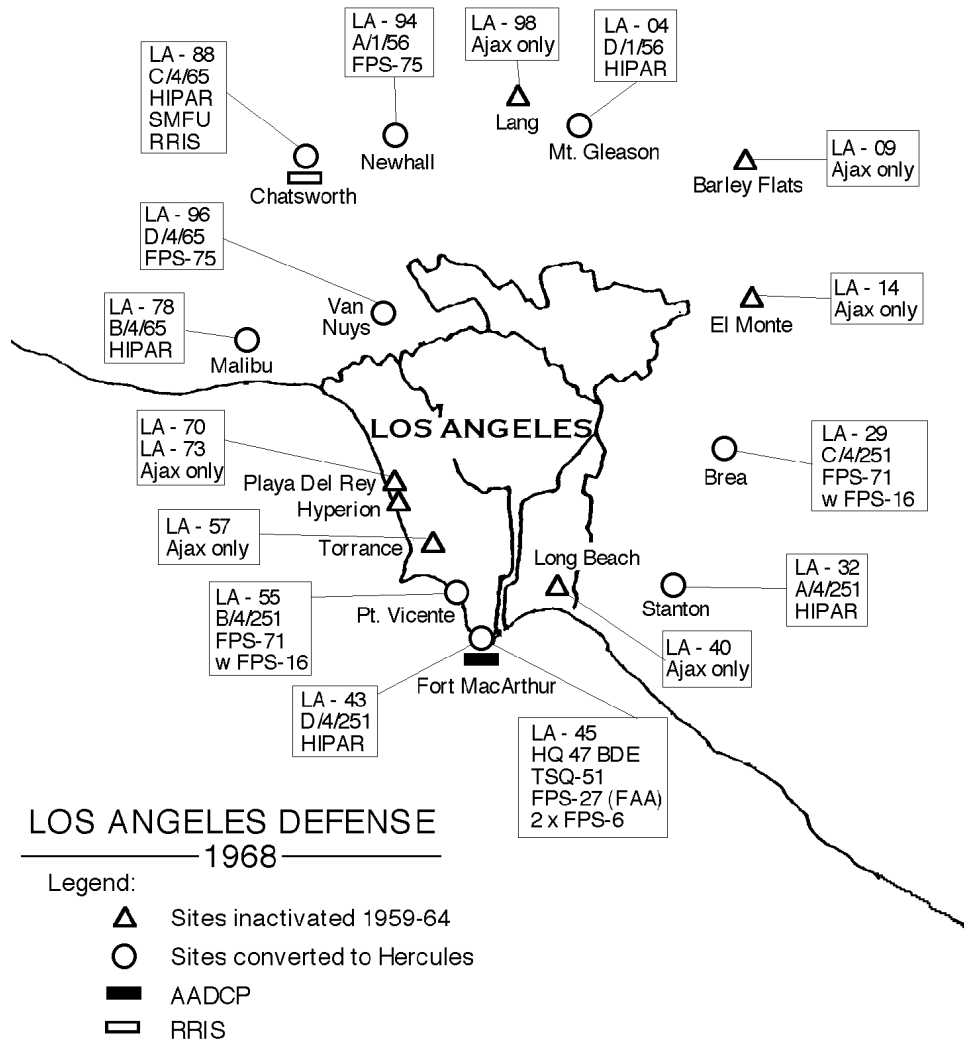 LA - 94
A/1/56
FPS-75
LA - 98
Ajax only
LA - 04
D/1/56
HIPAR
LA - 88
C/4/65
HIPAR
SMFU
RRIS
Lang
Newhall
Mt. Gleason
LA - 09
Ajax only
Barley Flats
Chatsworth
LA - 96
D/4/65
FPS-75
LA - 14
Ajax only
Van
Nuys
El Monte
LA - 78
B/4/65
HIPAR
Malibu
LOS ANGELES
LA - 70
LA - 73
Ajax only
LA - 29
C/4/251
FPS-71
w FPS-16
Brea
Playa Del Rey
Hyperion
LA - 57
Ajax only
Torrance
Long Beach
LA - 32
A/4/251
HIPAR
Stanton
LA - 55
B/4/251
FPS-71
w FPS-16
Pt. Vicente
LA - 40
Ajax only
Fort MacArthur
LA - 43
D/4/251
HIPAR
LA - 45
HQ 47 BDE
TSQ-51
FPS-27 (FAA)
2 x FPS-6
LOS ANGELES DEFENSE
1968
Legend:
Sites inactivated 1959-64
Sites converted to Hercules
AADCP
RRIS